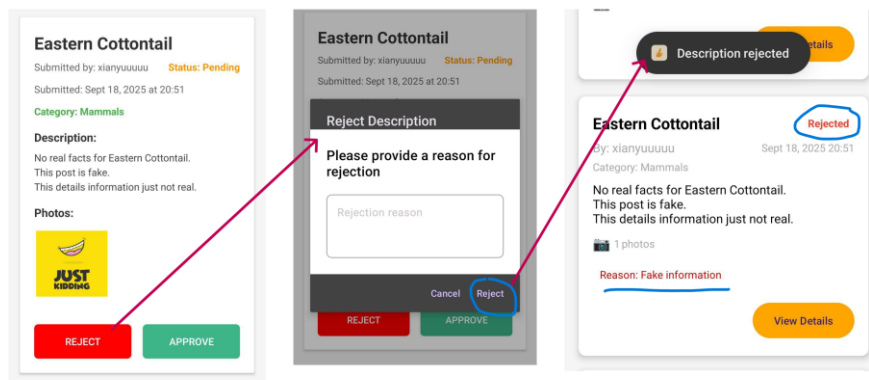 Eastern Cottontail
Submitted by: xianyuuuuu Status: Pending
Submitted: Sept 18, 2025 at 20:51
Category: Mammals
Description:
No real facts for Eastern Cottontail.
This post is fake.
This details information just not real.
Photos:
JUST
KIDDING
REJECT APPROVE
Eastern Cottontail
Submitted by: xianyuuuuu Status: Pending
Submitted: Sept 18, 2025 at 20:51
Reject Description
Please provide a reason for
rejection
Rejection reason
Cancel Reject
REJECT APPROVE
Description rejected
Eastern Cottontail Rejected
By: xianyuuuuu Sept 18, 2025 20:51
Category: Mammals
No real facts for Eastern Cottontail.
This post is fake.
This details information just not real.
1 photos
Reason: Fake information
View Details